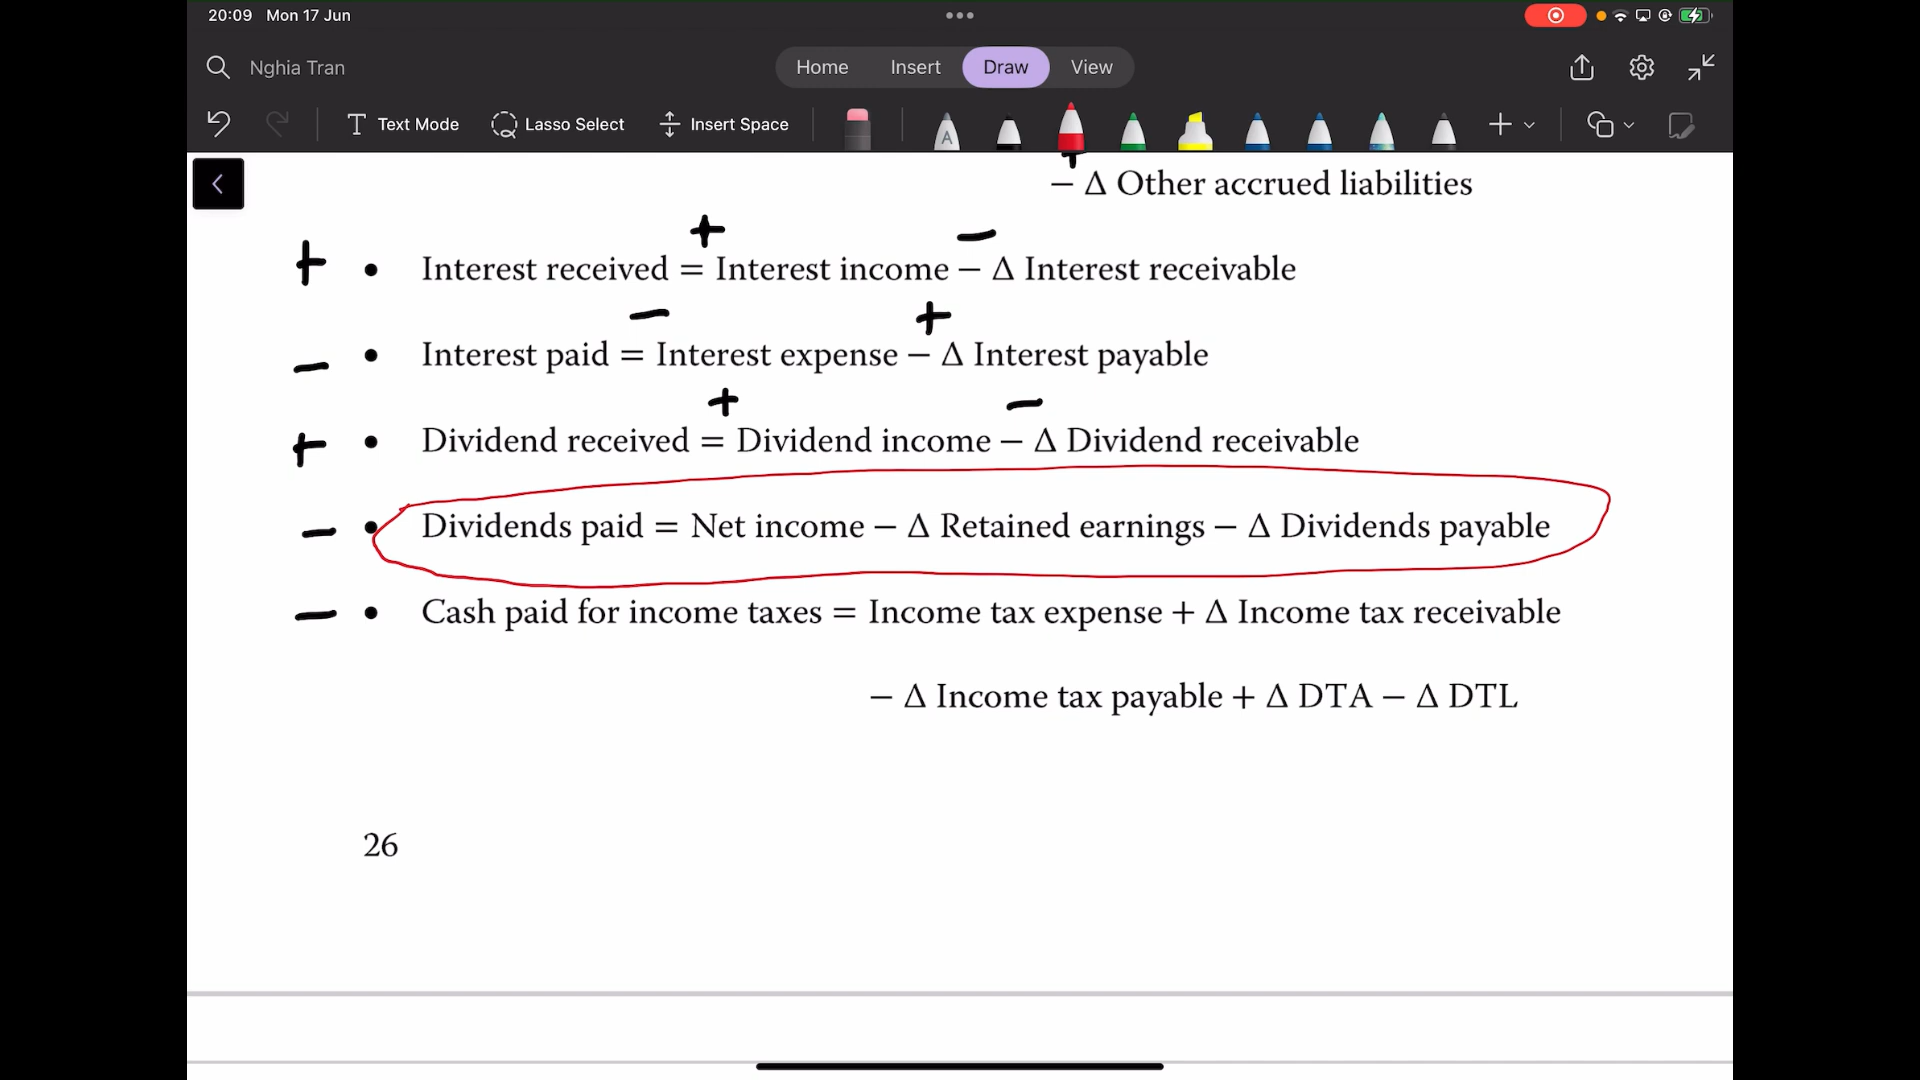 20:09 Mon 17 Jun
Nghia Tran
Home Insert Draw View
Text Mode Lasso Select Insert Space
A
+
− Δ Other accrued liabilities
+ −
+ • Interest received = Interest income − Δ Interest receivable
− +
− • Interest paid = Interest expense − Δ Interest payable
+ −
+ • Dividend received = Dividend income − Δ Dividend receivable
− • Dividends paid = Net income − Δ Retained earnings − Δ Dividends payable
− • Cash paid for income taxes = Income tax expense + Δ Income tax receivable
− Δ Income tax payable + Δ DTA − Δ DTL
26